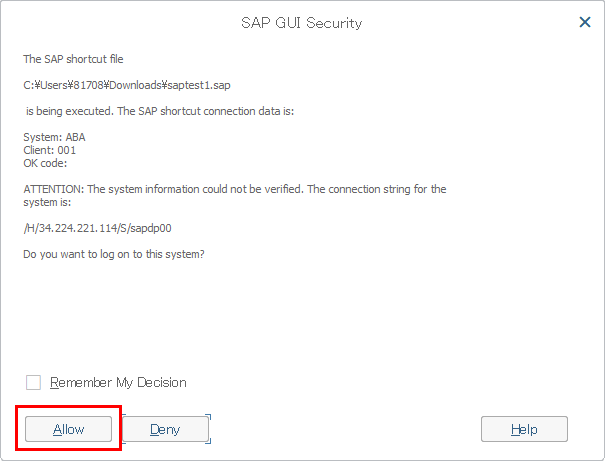 SAP GUI Security
The SAP shortcut file
C:¥Users¥81708¥Downloads¥saptest1.sap
is being executed. The SAP shortcut connection data is:
System: ABA
Client: 001
OK code:
ATTENTION: The system information could not be verified. The connection string for the
system is:
/H/34.224.221.114/S/sapdp00
Do you want to log on to this system?
Remember My Decision
Allow
Deny
Help